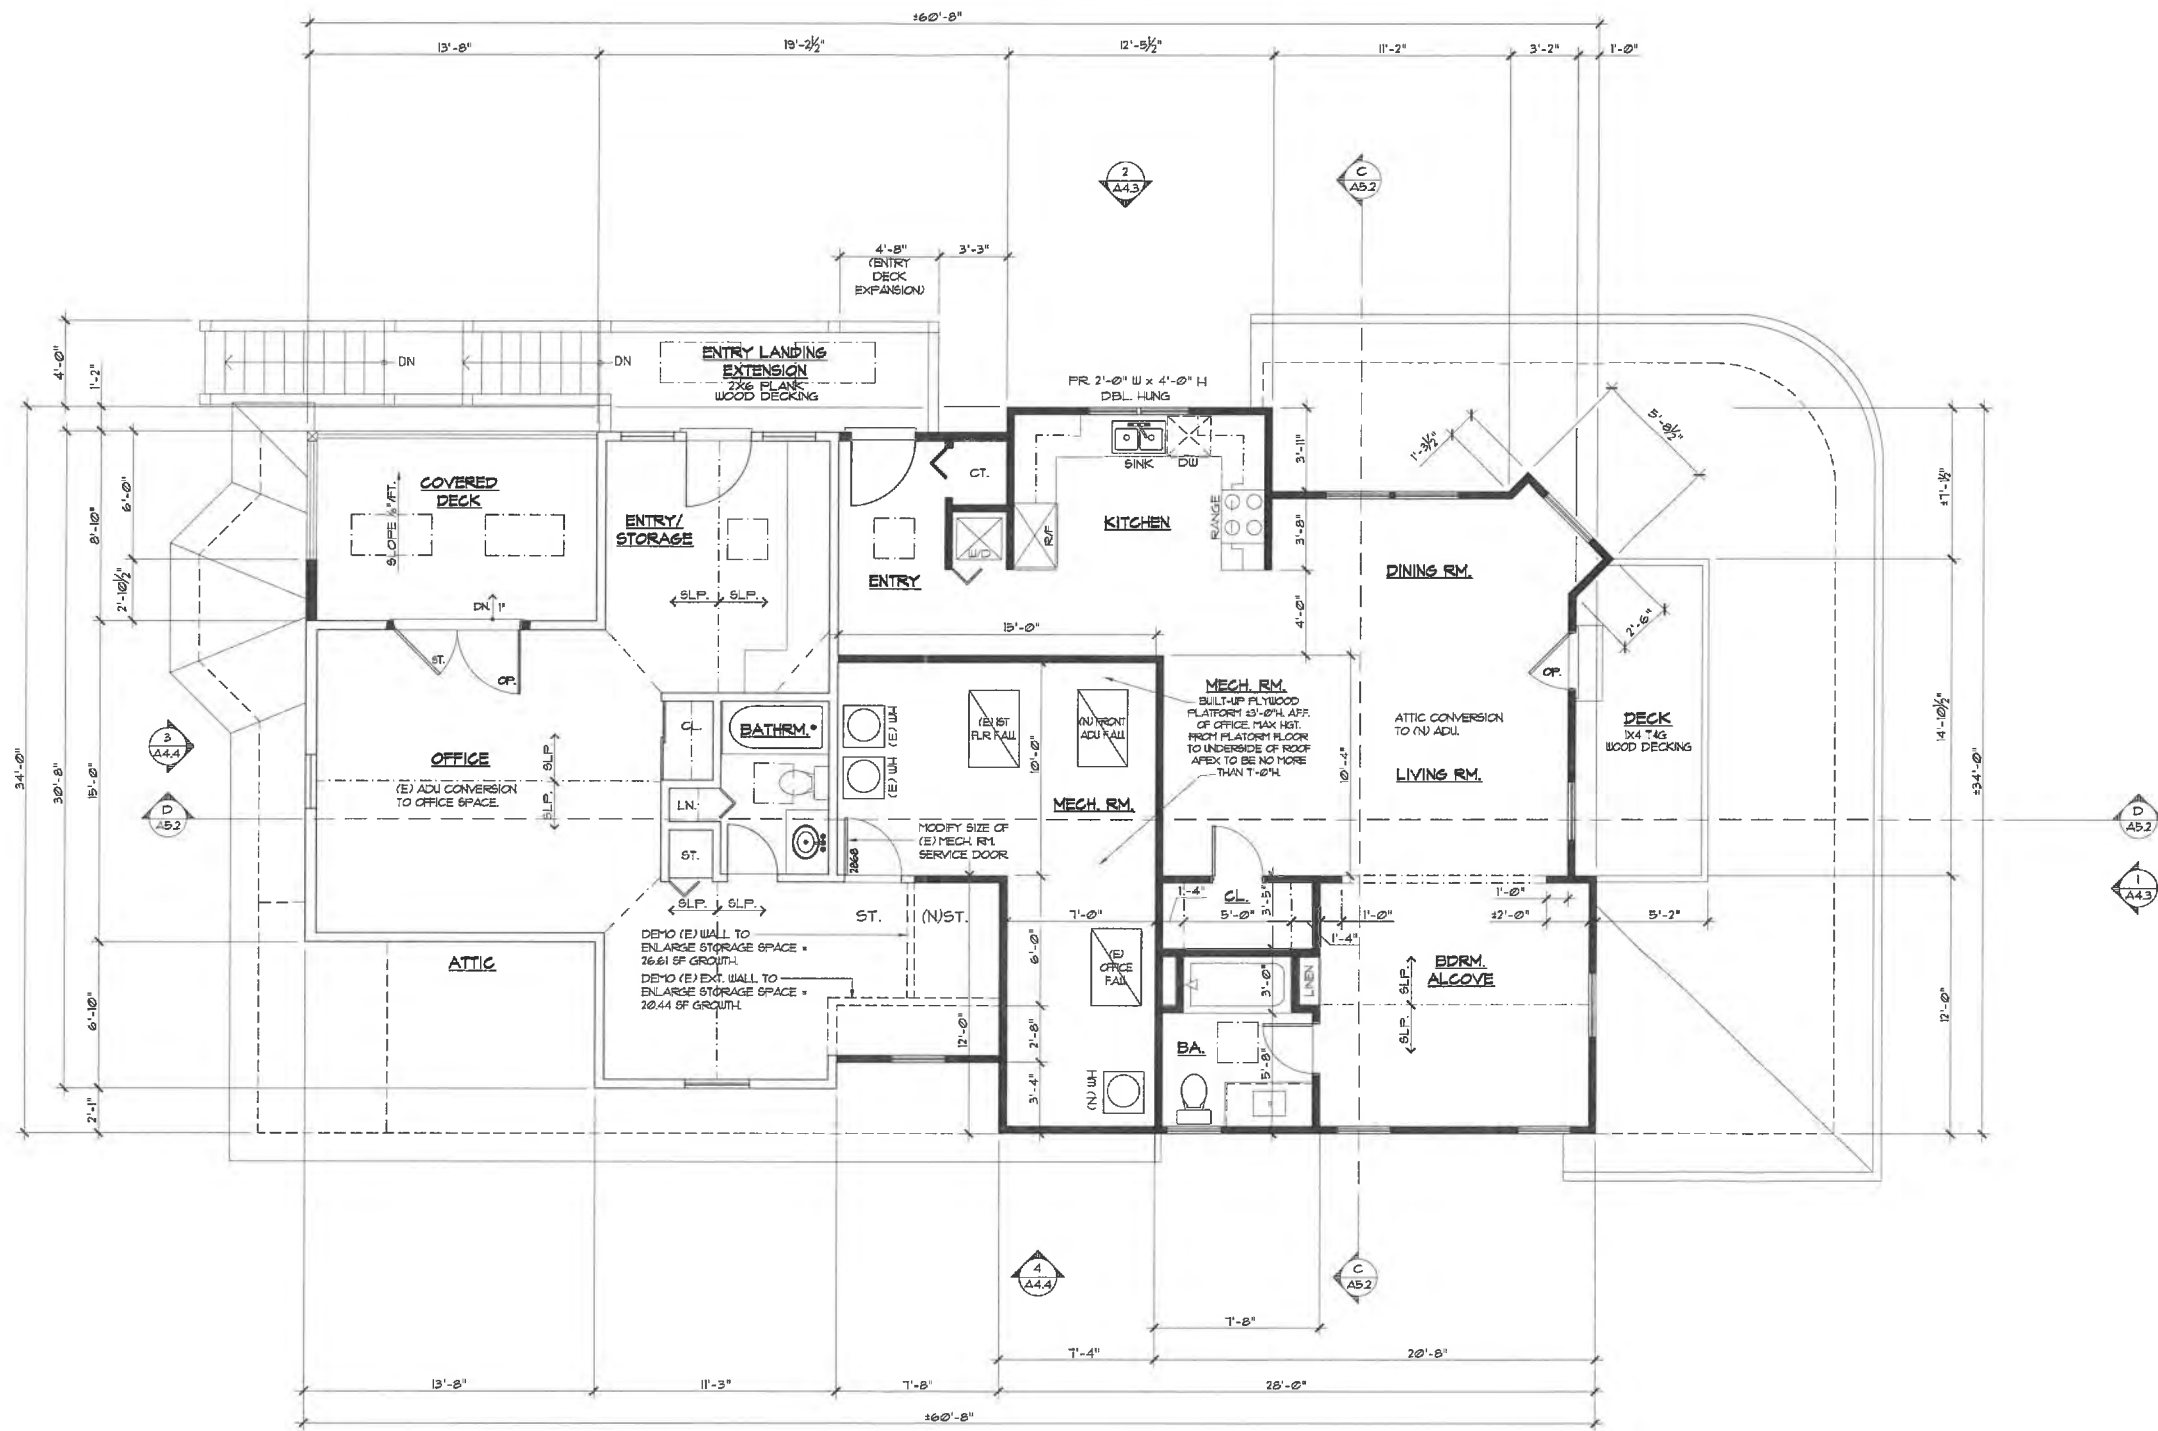 ±60'-8"
13'-8"
19'-2½"
12'-5½"
11'-2"
3'-2"
1'-0"
2
A4.3
C
A5.2
4'-8"
3'-3"
(ENTRY
DECK
EXPANSION)
4'-0"
1'-2"
DN
DN
ENTRY LANDING
EXTENSION
2X6 PLANK
WOOD DECKING
PR. 2'-0" W x 4'-0" H
DBL. HUNG
34'-0"
30'-8"
8'-10"
6'-0"
2'-10½"
15'-0"
6'-10"
2'-1"
COVERED
DECK
DN. 1"
ENTRY/
STORAGE
SLP.
SLP.
ENTRY
CT.
W/D
R/F
SINK
DW
KITCHEN
RANGE
3'-11"
3'-8"
4'-0"
1'-3½"
5'-8½"
2'-6"
±7'-1½"
14'-10½"
±34'-0"
12'-0"
DINING RM.
15'-0"
ST.
OP.
OP.
OFFICE
(E) ADU CONVERSION
TO OFFICE SPACE.
SLP.
SLP.
3
A4.4
D
A5.2
CL.
BATHRM.*
LN.
ST.
(E) WH
(E) WH
(E) 1ST
FLR FAU
(N) FRONT
ADU FAU
10'-0"
MECH. RM.
MECH. RM.
BUILT-UP PLYWOOD
PLATFORM ±3'-0"H. AFF.
OF OFFICE. MAX HGT.
FROM PLATORM FLOOR
TO UNDERSIDE OF ROOF
APEX TO BE NO MORE
THAN 7'-0"H.
10'-4"
ATTIC CONVERSION
TO (N) ADU.
LIVING RM.
DECK
1X4 T&G
WOOD DECKING
D
A5.2
1
A4.3
MODIFY SIZE OF
(E) MECH. RM.
SERVICE DOOR
2868
SLP.
SLP.
ST.
(N)ST.
DEMO (E) WALL TO
ENLARGE STORAGE SPACE =
26.61 SF GROWTH.
DEMO (E) EXT. WALL TO
ENLARGE STORAGE SPACE =
20.44 SF GROWTH.
ATTIC
7'-0"
6'-0"
2'-8"
3'-4"
12'-0"
(E)
OFFICE
FAU
(N) WH
1'-4"
CL.
5'-0"
3'-5"
1'-0"
1'-4"
1'-0"
±2'-0"
5'-2"
LINEN
3'-0"
BA.
5'-8"
BDRM.
ALCOVE
SLP.
SLP.
4
A4.4
C
A5.2
7'-8"
7'-4"
20'-8"
13'-8"
11'-3"
7'-8"
28'-0"
±60'-8"